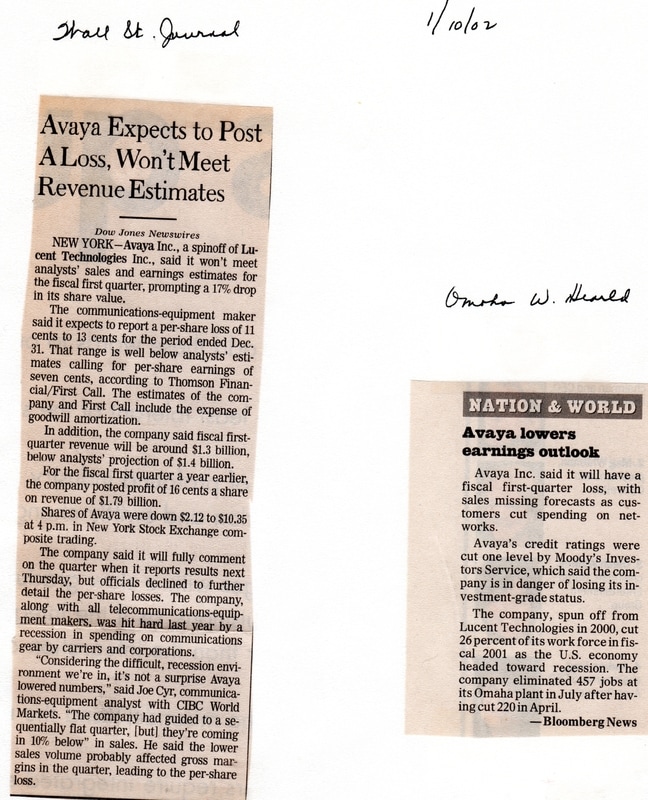 Wall St. Journal
1/10/02
Avaya Expects to Post
A Loss, Won't Meet
Revenue Estimates
Dow Jones Newswires
NEW YORK—Avaya Inc., a spinoff of Lu-
cent Technologies Inc., said it won't meet
analysts' sales and earnings estimates for
the fiscal first quarter, prompting a 17% drop
in its share value.
The communications-equipment maker
said it expects to report a per-share loss of 11
cents to 13 cents for the period ended Dec.
31. That range is well below analysts' esti-
mates calling for per-share earnings of
seven cents, according to Thomson Finan-
cial/First Call. The estimates of the com-
pany and First Call include the expense of
goodwill amortization.
In addition, the company said fiscal first-
quarter revenue will be around $1.3 billion,
below analysts' projection of $1.4 billion.
For the fiscal first quarter a year earlier,
the company posted profit of 16 cents a share
on revenue of $1.79 billion.
Shares of Avaya were down $2.12 to $10.35
at 4 p.m. in New York Stock Exchange com-
posite trading.
The company said it will fully comment
on the quarter when it reports results next
Thursday, but officials declined to further
detail the per-share losses. The company,
along with all telecommunications-equip-
ment makers, was hit hard last year by a
recession in spending on communications
gear by carriers and corporations.
"Considering the difficult, recession envi-
ronment we're in, it's not a surprise Avaya
lowered numbers," said Joe Cyr, communica-
tions-equipment analyst with CIBC World
Markets. "The company had guided to a se-
quentially flat quarter, [but] they're coming
in 10% below" in sales. He said the lower
sales volume probably affected gross mar-
gins in the quarter, leading to the per-share
loss.
Omaha W. Hearld
NATION & WORLD
Avaya lowers
earnings outlook
Avaya Inc. said it will have a
fiscal first-quarter loss, with
sales missing forecasts as cus-
tomers cut spending on net-
works.
Avaya's credit ratings were
cut one level by Moody's Inves-
tors Service, which said the com-
pany is in danger of losing its in-
vestment-grade status.
The company, spun off from
Lucent Technologies in 2000, cut
26 percent of its work force in fis-
cal 2001 as the U.S. economy
headed toward recession. The
company eliminated 457 jobs at
its Omaha plant in July after hav-
ing cut 220 in April.
—Bloomberg News